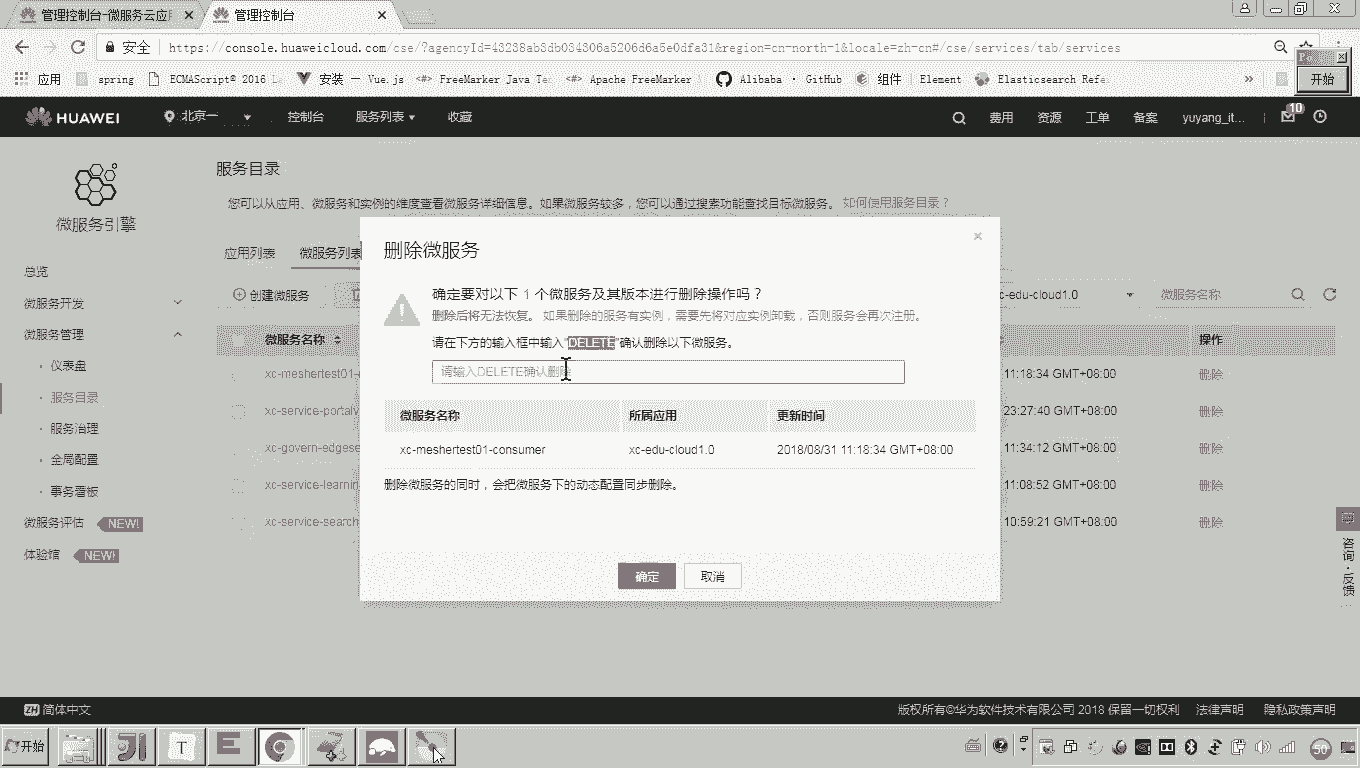 管理控制台-微服务云应
管理控制台
安全 https://console.huaweicloud.com/cse/?agencyId=43238ab3db034306a5206d6a5e0dfa31&region=cn-north-1&locale=zh-cn#/cse/services/tab/services
应用 spring ECMAScript® 2016 安装 — Vue.js FreeMarker Java Te Apache FreeMarker Alibaba · GitHub 组件 Element Elasticsearch Refe »
开始
HUAWEI 北京一 控制台 服务列表 收藏 费用 资源 工单 备案 yuyang_it... 10
微服务引擎
总览
微服务开发
微服务管理
仪表盘
服务目录
服务治理
全局配置
事务看板
微服务评估 NEW!
体验馆 NEW!
服务目录
您可以从应用、微服务和实例的维度查看微服务详细信息。如果微服务较多，您可以通过搜索功能查找目标微服务。 如何使用服务目录？
应用列表 微服务列表
创建微服务 c-edu-cloud1.0 微服务名称
微服务名称 操作
xc-meshertest01- 11:18:34 GMT+08:00 删除
xc-service-portalv 23:27:40 GMT+08:00 删除
xc-govern-edgese 11:34:12 GMT+08:00 删除
xc-service-learnin 11:08:52 GMT+08:00 删除
xc-service-search 10:59:21 GMT+08:00 删除
删除微服务
确定要对以下 1 个微服务及其版本进行删除操作吗？
删除后将无法恢复。 如果删除的服务有实例，需要先将对应实例卸载，否则服务会再次注册。
请在下方的输入框中输入"DELETE"确认删除以下微服务。
请输入DELETE确认删除
微服务名称 所属应用 更新时间
xc-meshertest01-consumer xc-edu-cloud1.0 2018/08/31 11:18:34 GMT+08:00
删除微服务的同时，会把微服务下的动态配置同步删除。
确定 取消
咨询·反馈
ZH 简体中文 版权所有©华为软件技术有限公司 2018 保留一切权利 法律声明 隐私政策声明
开始 50